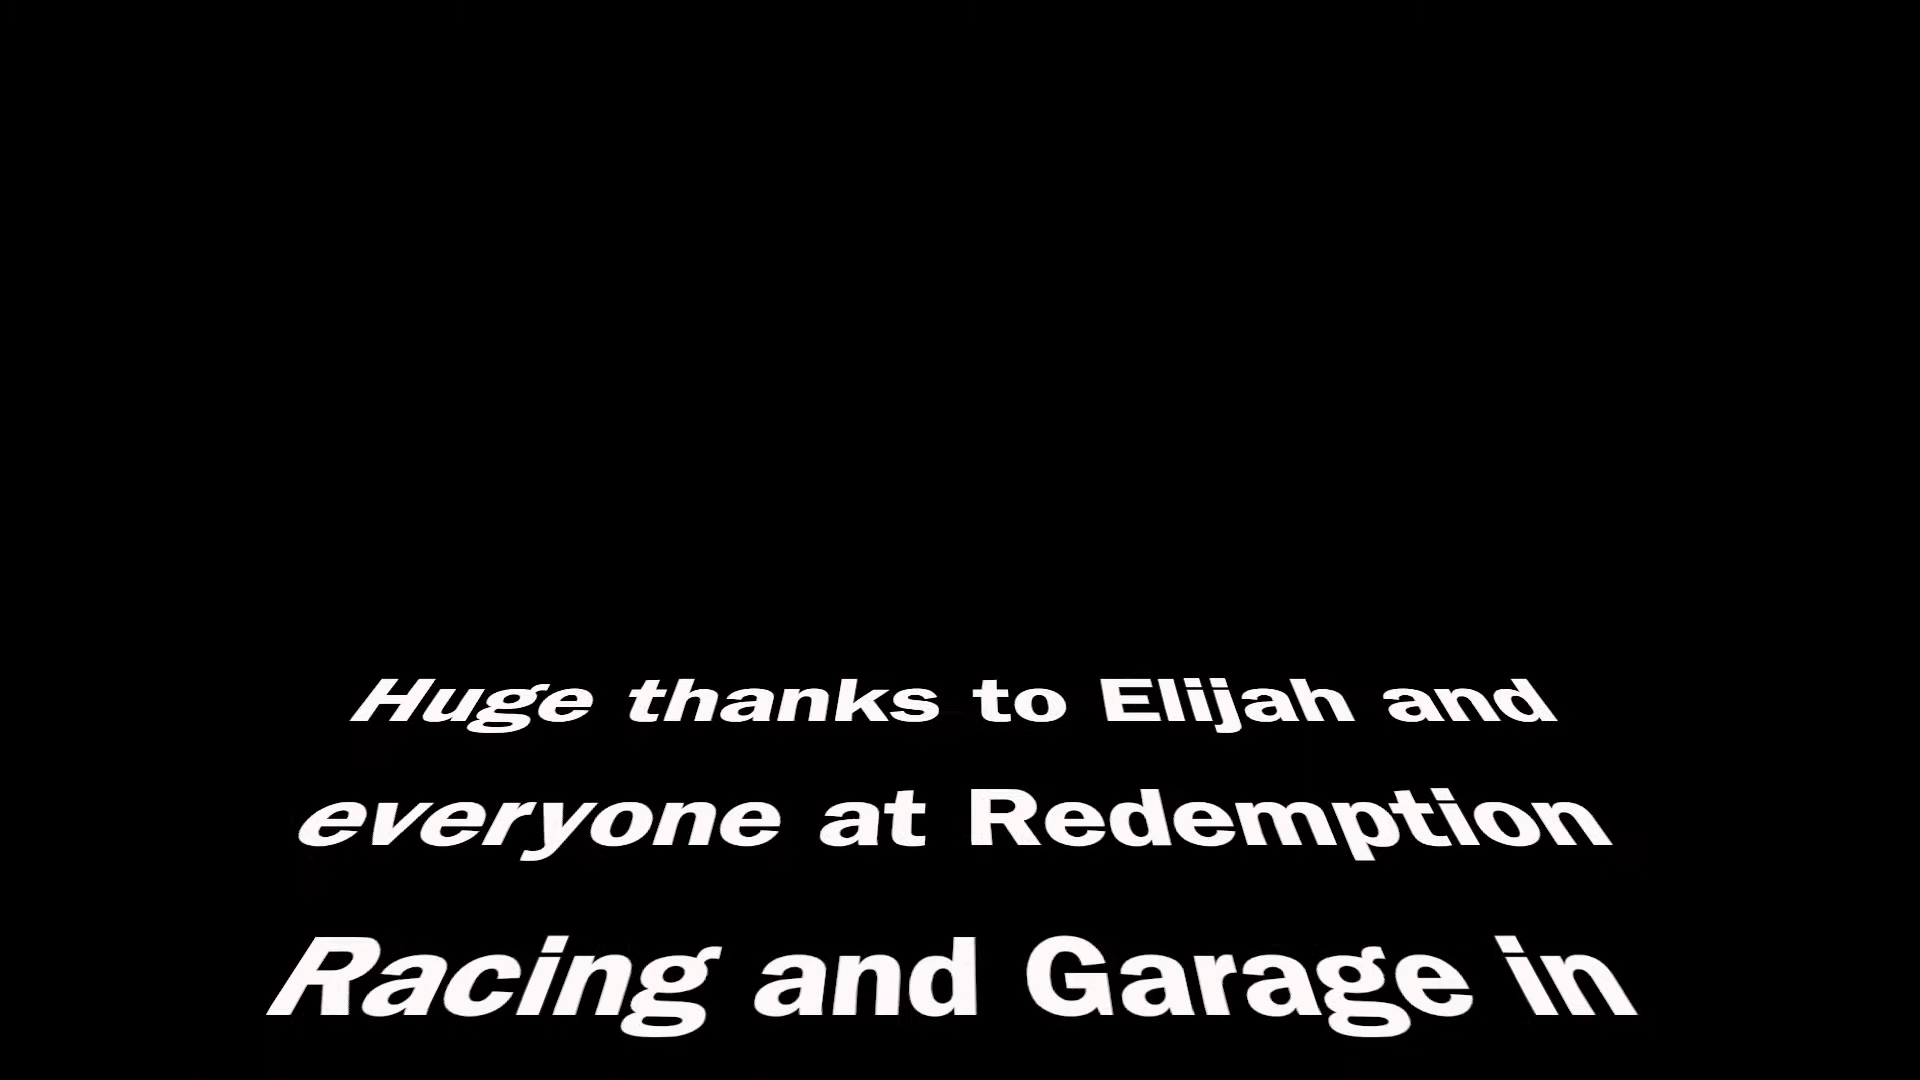 Huge thanks to Elijah and
everyone at Redemption
Racing and Garage in